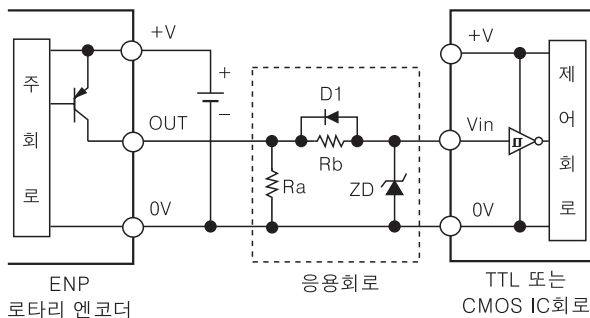 +V
+V
주
회
로
+
−
D1
제
어
회
로
OUT
Vin
Rb
Ra
ZD
0V
0V
ENP
로타리 엔코더
응용회로
TTL 또는
CMOS IC회로